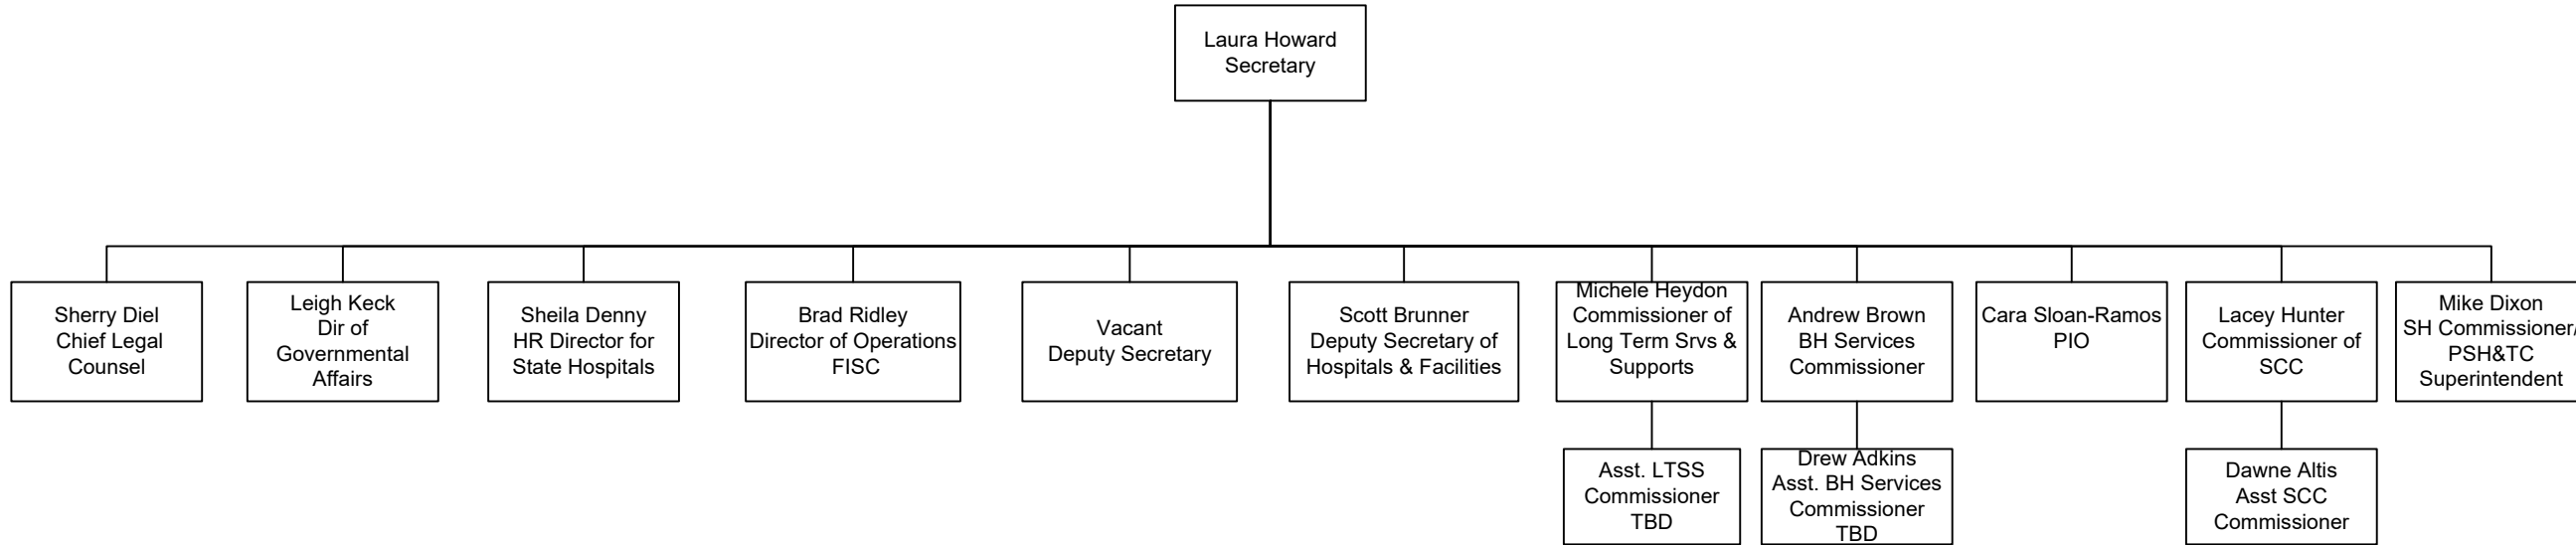 Laura Howard
Secretary
Sherry Diel
Chief Legal
Counsel
Leigh Keck
Dir of
Governmental
Affairs
Sheila Denny
HR Director for
State Hospitals
Brad Ridley
Director of Operations
FISC
Vacant
Deputy Secretary
Scott Brunner
Deputy Secretary of
Hospitals & Facilities
Michele Heydon
Commissioner of
Long Term Srvs &
Supports
Andrew Brown
BH Services
Commissioner
Cara Sloan-Ramos
PIO
Lacey Hunter
Commissioner of
SCC
Mike Dixon
SH Commissioner/
PSH&TC
Superintendent
Asst. LTSS
Commissioner
TBD
Drew Adkins
Asst. BH Services
Commissioner
TBD
Dawne Altis
Asst SCC
Commissioner